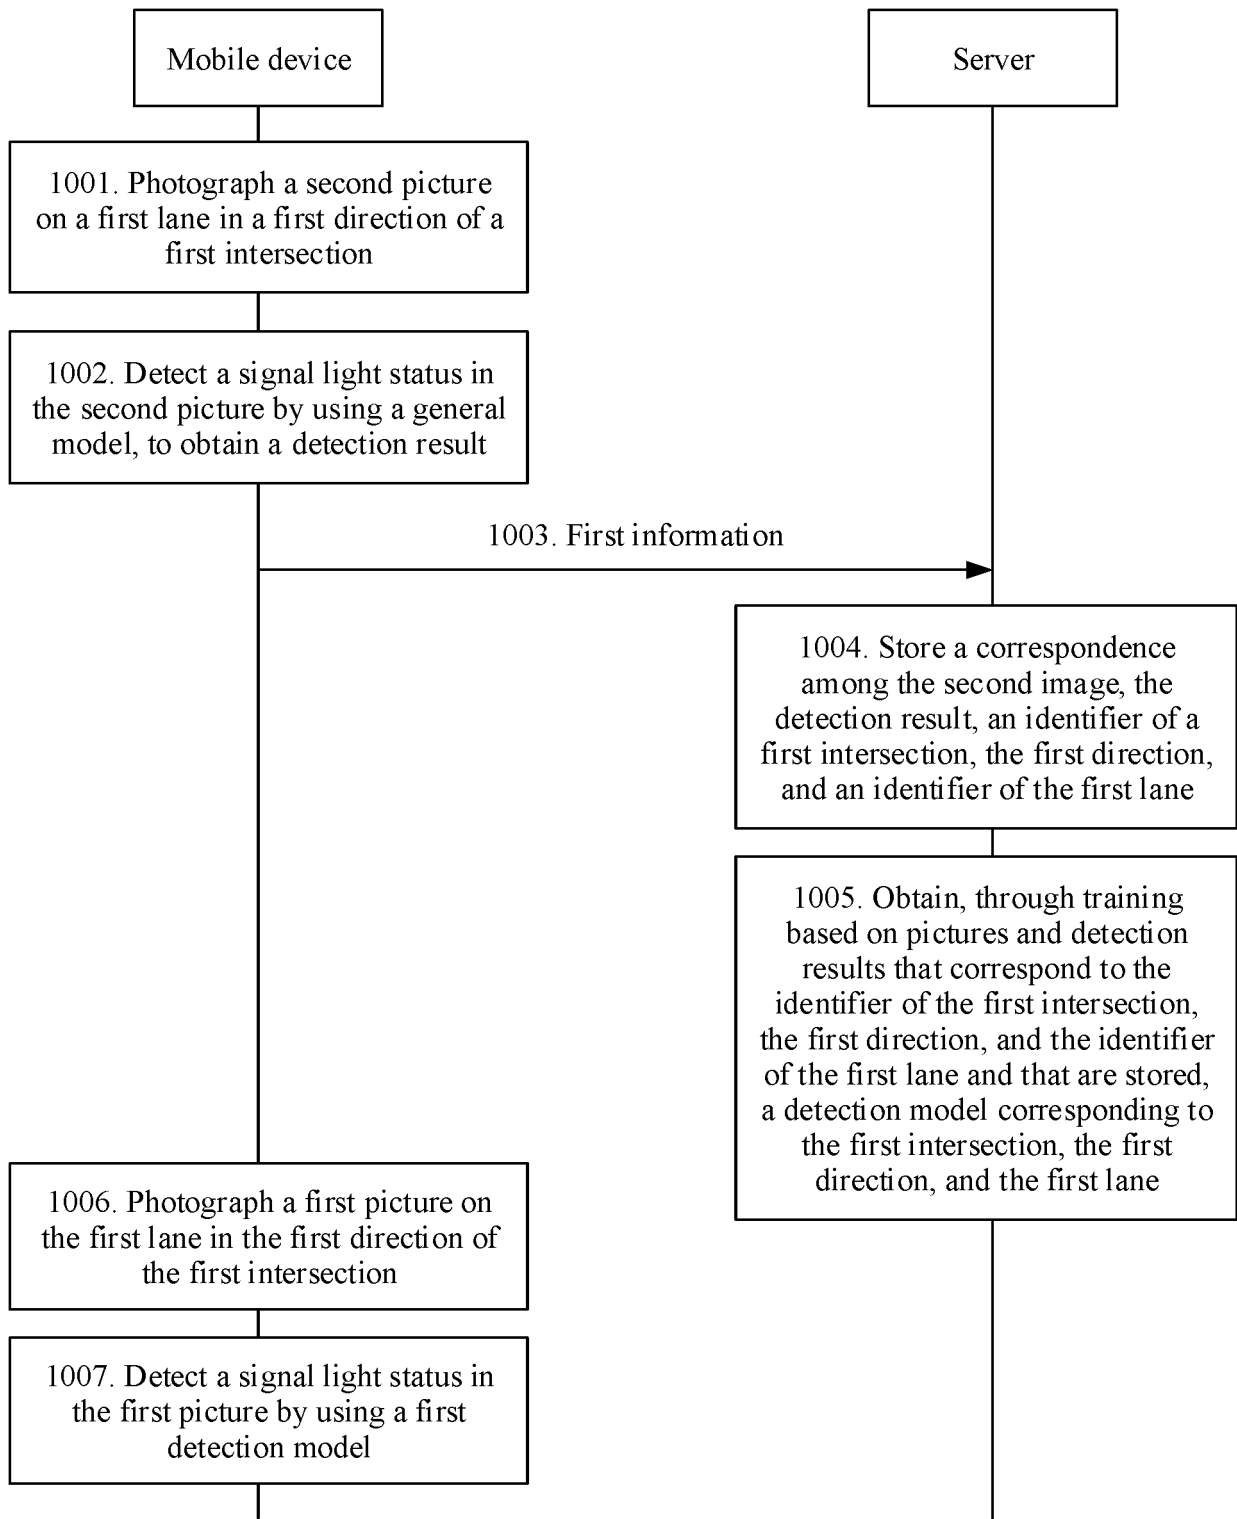 Mobile device
Server
1001. Photograph a second picture
on a first lane in a first direction of a
first intersection
1002. Detect a signal light status in
the second picture by using a general
model, to obtain a detection result
1003. First information
1004. Store a correspondence
among the second image, the
detection result, an identifier of a
first intersection, the first direction,
and an identifier of the first lane
1005. Obtain, through training
based on pictures and detection
results that correspond to the
identifier of the first intersection,
the first direction, and the identifier
of the first lane and that are stored,
a detection model corresponding to
the first intersection, the first
direction, and the first lane
1006. Photograph a first picture on
the first lane in the first direction of
the first intersection
1007. Detect a signal light status in
the first picture by using a first
detection model